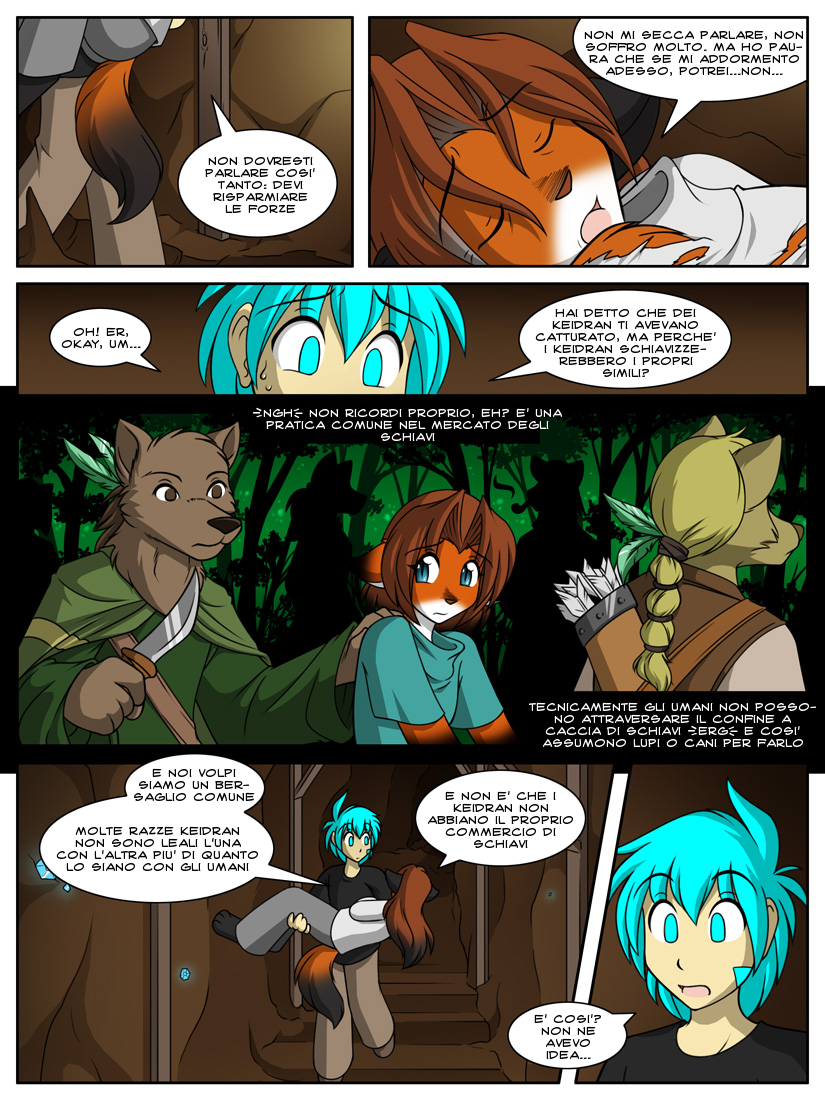 NON DOVRESTI
PARLARE COSI'
TANTO: DEVI
RISPARMIARE
LE FORZE
NON MI SECCA PARLARE, NON
SOFFRO MOLTO. MA HO PAU-
RA CHE SE MI ADDORMENTO
ADESSO, POTREI...NON...
OH! ER,
OKAY, UM...
HAI DETTO CHE DEI
KEIDRAN TI AVEVANO
CATTURATO, MA PERCHE'
I KEIDRAN SCHIAVIZZE-
REBBERO I PROPRI
SIMILI?
>NGH< NON RICORDI PROPRIO, EH? E' UNA
PRATICA COMUNE NEL MERCATO DEGLI
SCHIAVI
TECNICAMENTE GLI UMANI NON POSSO-
NO ATTRAVERSARE IL CONFINE A
CACCIA DI SCHIAVI >ERG< E COSI'
ASSUMONO LUPI O CANI PER FARLO
E NOI VOLPI
SIAMO UN BER-
SAGLIO COMUNE
MOLTE RAZZE KEIDRAN
NON SONO LEALI L'UNA
CON L'ALTRA PIU' DI QUANTO
LO SIANO CON GLI UMANI
E NON E' CHE I
KEIDRAN NON
ABBIANO IL PROPRIO
COMMERCIO DI
SCHIAVI
E' COSI'?
NON NE
AVEVO
IDEA...